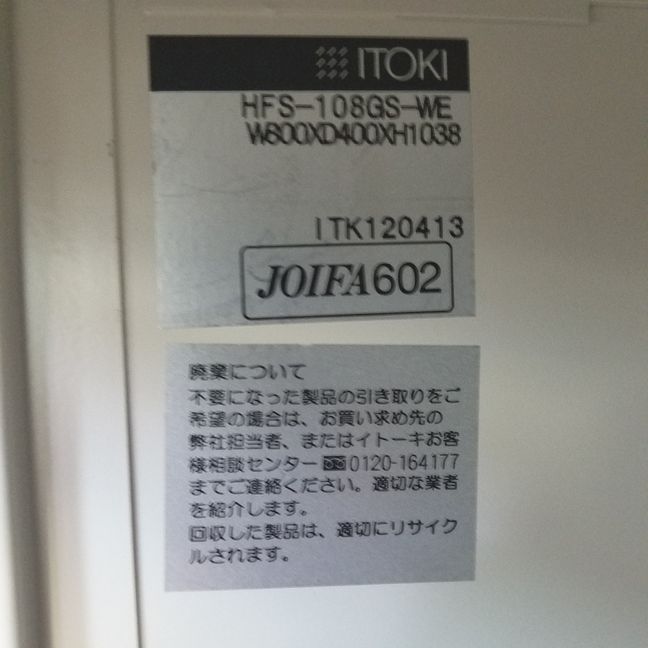 ITOKI
HFS-108GS-WE
W800XD400XH1038
ITK120413
JOIFA602
廃棄について
不要になった製品の引き取りをご
希望の場合は、お買い求め先の
弊社担当者、またはイトーキお客
様相談センター 0120-164177
までご連絡ください。適切な業者
を紹介します。
回収した製品は、適切にリサイク
ルされます。